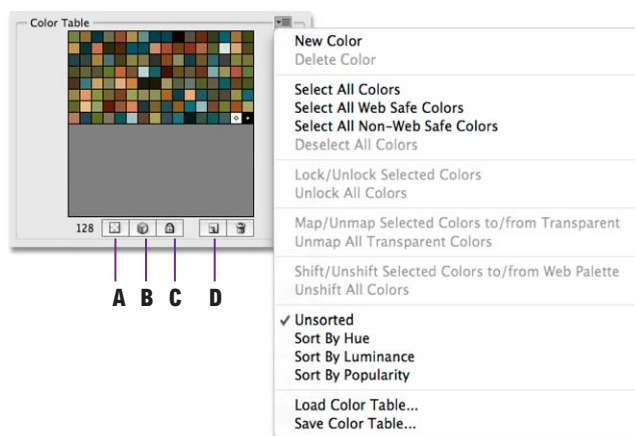 Color Table
128
A B C D
New Color
Delete Color
Select All Colors
Select All Web Safe Colors
Select All Non-Web Safe Colors
Deselect All Colors
Lock/Unlock Selected Colors
Unlock All Colors
Map/Unmap Selected Colors to/from Transparent
Unmap All Transparent Colors
Shift/Unshift Selected Colors to/from Web Palette
Unshift All Colors
✓ Unsorted
Sort By Hue
Sort By Luminance
Sort By Popularity
Load Color Table...
Save Color Table...